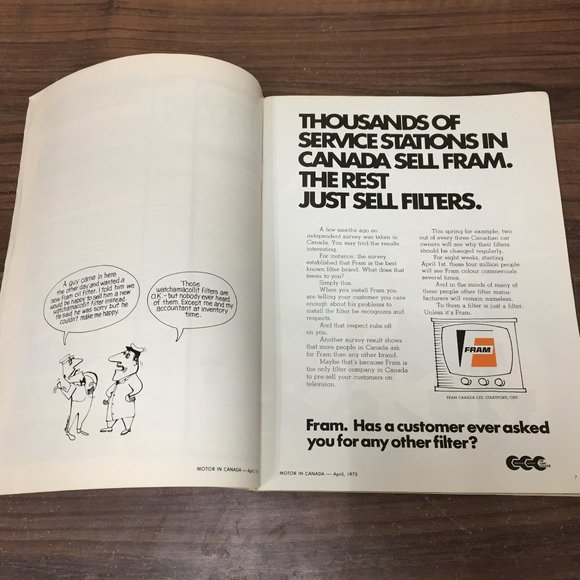 A guy came in here
the other day and wanted a
new Fram oil filter. I told him we
would be happy to sell him a new
watchamacallit filter instead.
He said he was sorry but he
couldn't make me happy.
Those
watchamacallit filters are
O.K. - but nobody ever heard
of them. Except me and my
accountant at inventory
time.
MOTOR IN CANADA — April, 19
THOUSANDS OF
SERVICE STATIONS IN
CANADA SELL FRAM.
THE REST
JUST SELL FILTERS.
A few months ago an
independent survey was taken in
Canada. You may find the results
interesting.
For instance, the survey
established that Fram is the best
known filter brand. What does that
mean to you?
Simply this.
When you install Fram you
are telling your customer you care
enough about his problems to
install the filter he recognizes and
respects.
And that respect rubs off
on you.
Another survey result shows
that more people in Canada ask
for Fram than any other brand.
Maybe that's because Fram is
the only filter company in Canada
to pre-sell your customers on
television.
This spring for example, two
out of every three Canadian car
owners will see why their filters
should be changed regularly.
For eight weeks, starting
April 1st, these four million people
will see Fram colour commercials
several times.
And in the minds of many of
these people other filter manu-
facturers will remain nameless.
To them a filter is just a filter.
Unless it's Fram.
FRAM
FRAM CANADA LTD. STRATFORD, ONT.
Fram. Has a customer ever asked
you for any other filter?
MOTOR IN CANADA — April, 1973
7